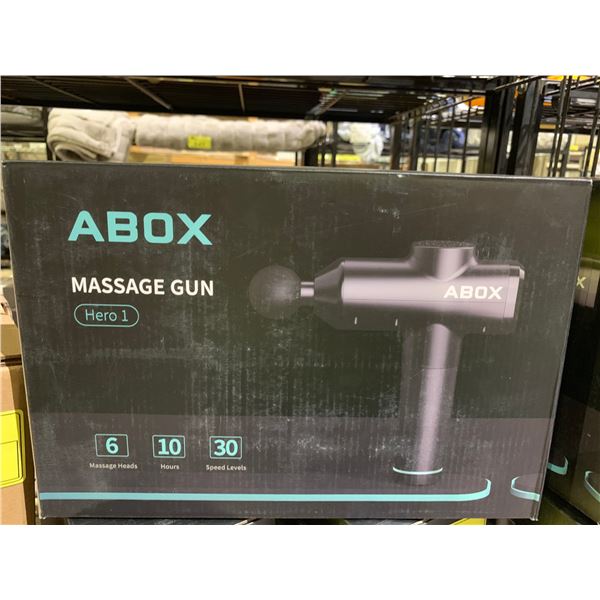 ABOX
MASSAGE GUN
Hero 1
ABOX
6 10 30
Massage Heads Hours Speed Levels